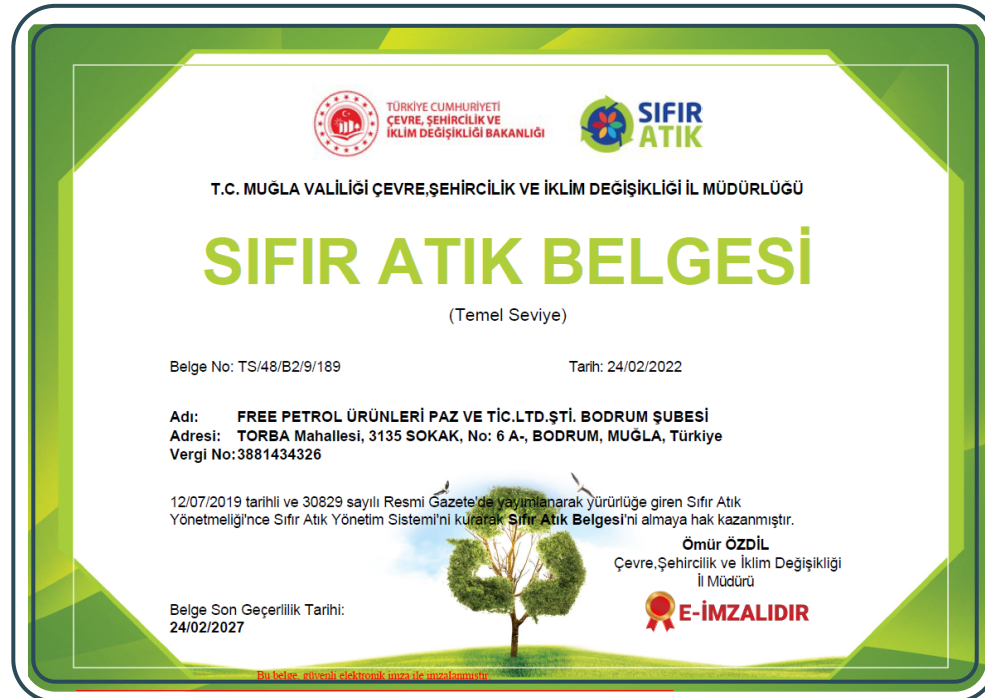 TÜRKİYE CUMHURİYETİ
ÇEVRE, ŞEHİRCİLİK VE
İKLİM DEĞİŞİKLİĞİ BAKANLIĞI
SIFIR
ATIK
T.C. MUĞLA VALİLİĞİ ÇEVRE,ŞEHİRCİLİK VE İKLİM DEĞİŞİKLİĞİ İL MÜDÜRLÜĞÜ
SIFIR ATIK BELGESİ
(Temel Seviye)
Belge No: TS/48/B2/9/189 Tarih: 24/02/2022
Adı: FREE PETROL ÜRÜNLERİ PAZ VE TİC.LTD.ŞTİ. BODRUM ŞUBESİ
Adresi: TORBA Mahallesi, 3135 SOKAK, No: 6 A-, BODRUM, MUĞLA, Türkiye
Vergi No:3881434326
12/07/2019 tarihli ve 30829 sayılı Resmi Gazete'de yayımlanarak yürürlüğe giren Sıfır Atık
Yönetmeliği'nce Sıfır Atık Yönetim Sistemi'ni kurarak Sıfır Atık Belgesi'ni almaya hak kazanmıştır.
Ömür ÖZDİL
Çevre,Şehircilik ve İklim Değişikliği
İl Müdürü
E-İMZALIDIR
Belge Son Geçerlilik Tarihi:
24/02/2027
Bu belge, güvenli elektronik imza ile imzalanmıştır